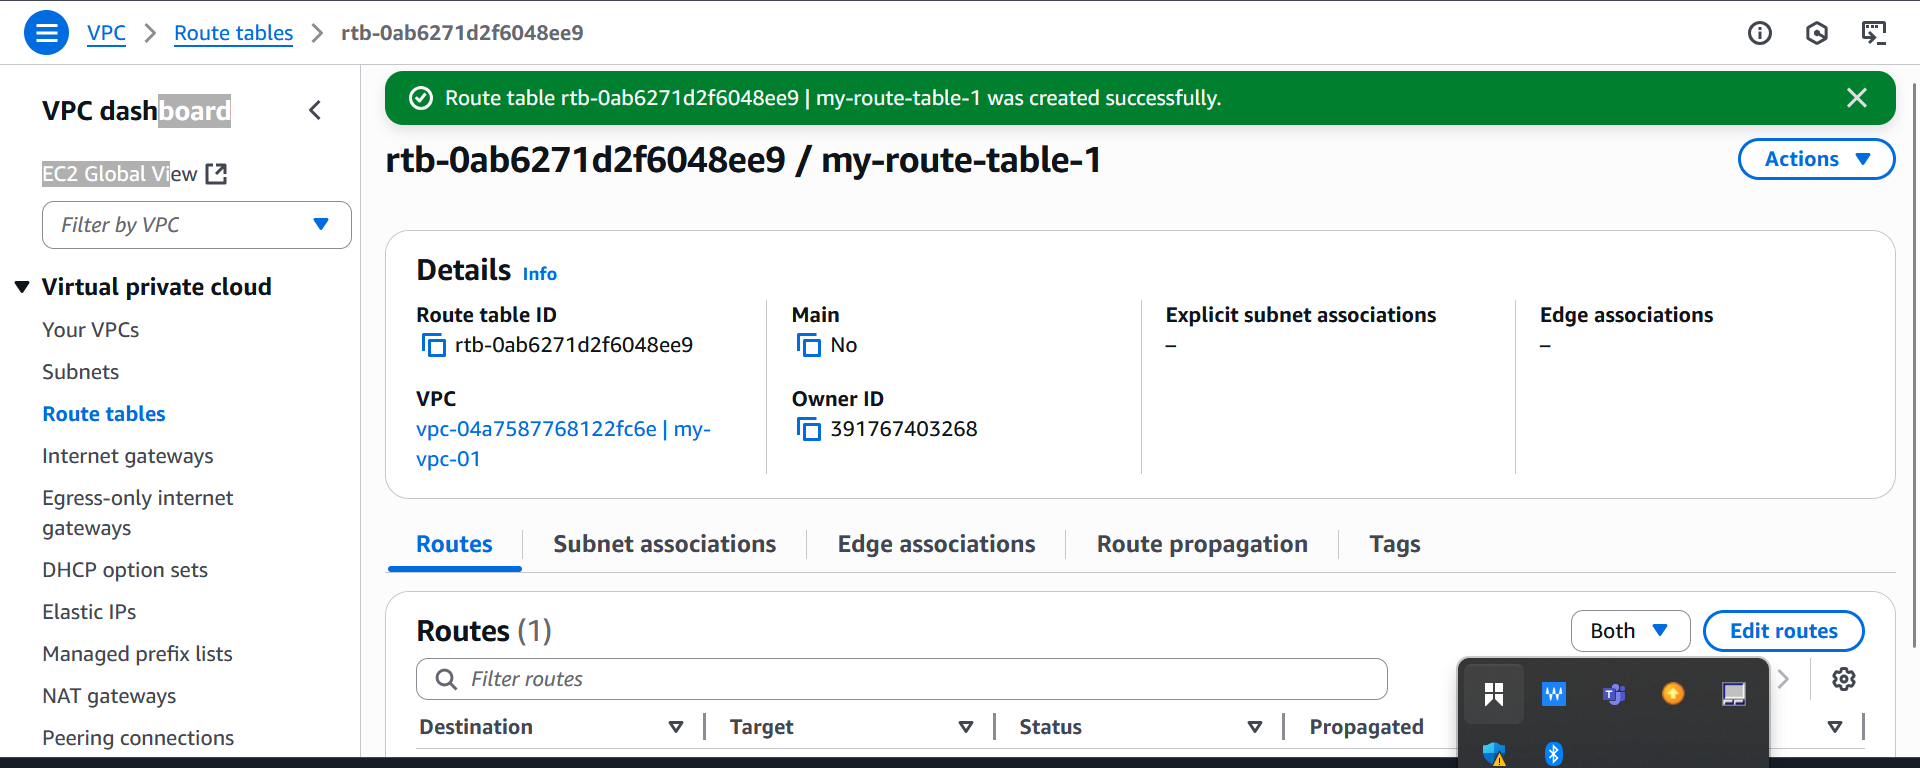 VPC > Route tables > rtb-0ab6271d2f6048ee9
VPC dashboard
EC2 Global View
Filter by VPC
Virtual private cloud
Your VPCs
Subnets
Route tables
Internet gateways
Egress-only internet
gateways
DHCP option sets
Elastic IPs
Managed prefix lists
NAT gateways
Peering connections
Route table rtb-0ab6271d2f6048ee9 | my-route-table-1 was created successfully.
rtb-0ab6271d2f6048ee9 / my-route-table-1
Actions
Details Info
Route table ID
rtb-0ab6271d2f6048ee9
Main
No
Explicit subnet associations
–
Edge associations
–
VPC
vpc-04a7587768122fc6e | my-
vpc-01
Owner ID
391767403268
Routes Subnet associations Edge associations Route propagation Tags
Routes (1)
Both
Edit routes
Filter routes
Destination Target Status Propagated